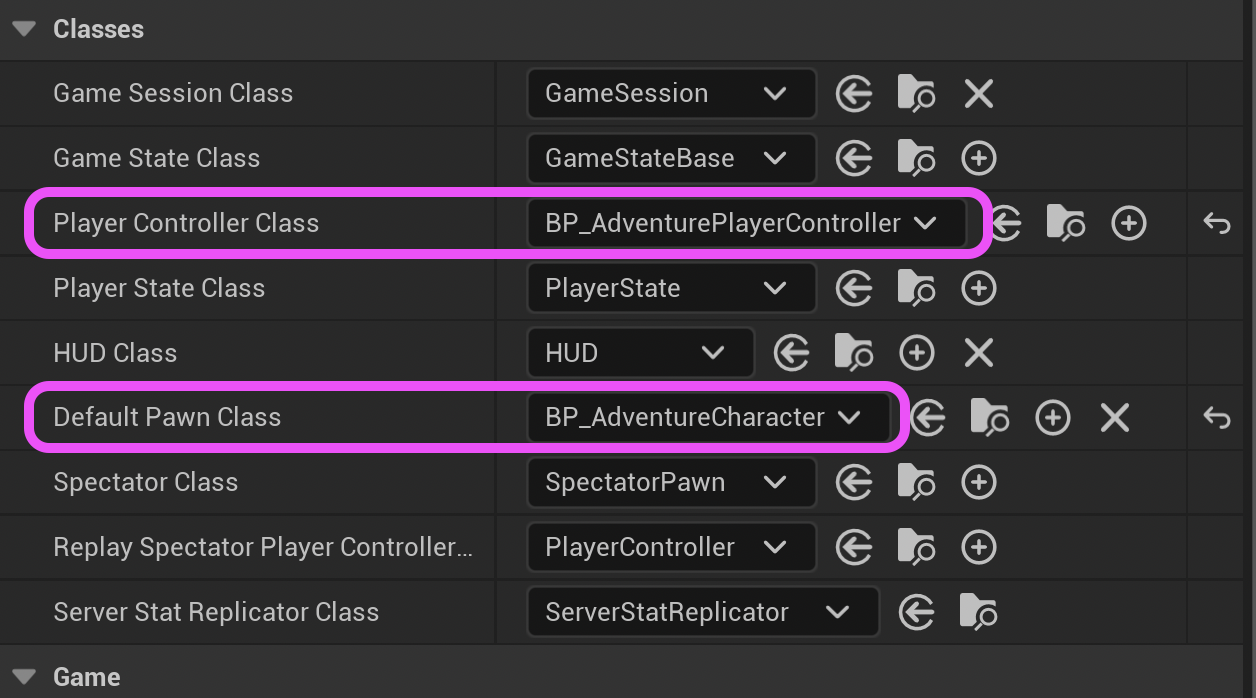 Classes
Game Session Class GameSession
Game State Class GameStateBase
Player Controller Class BP_AdventurePlayerController
Player State Class PlayerState
HUD Class HUD
Default Pawn Class BP_AdventureCharacter
Spectator Class SpectatorPawn
Replay Spectator Player Controller... PlayerController
Server Stat Replicator Class ServerStatReplicator
Game